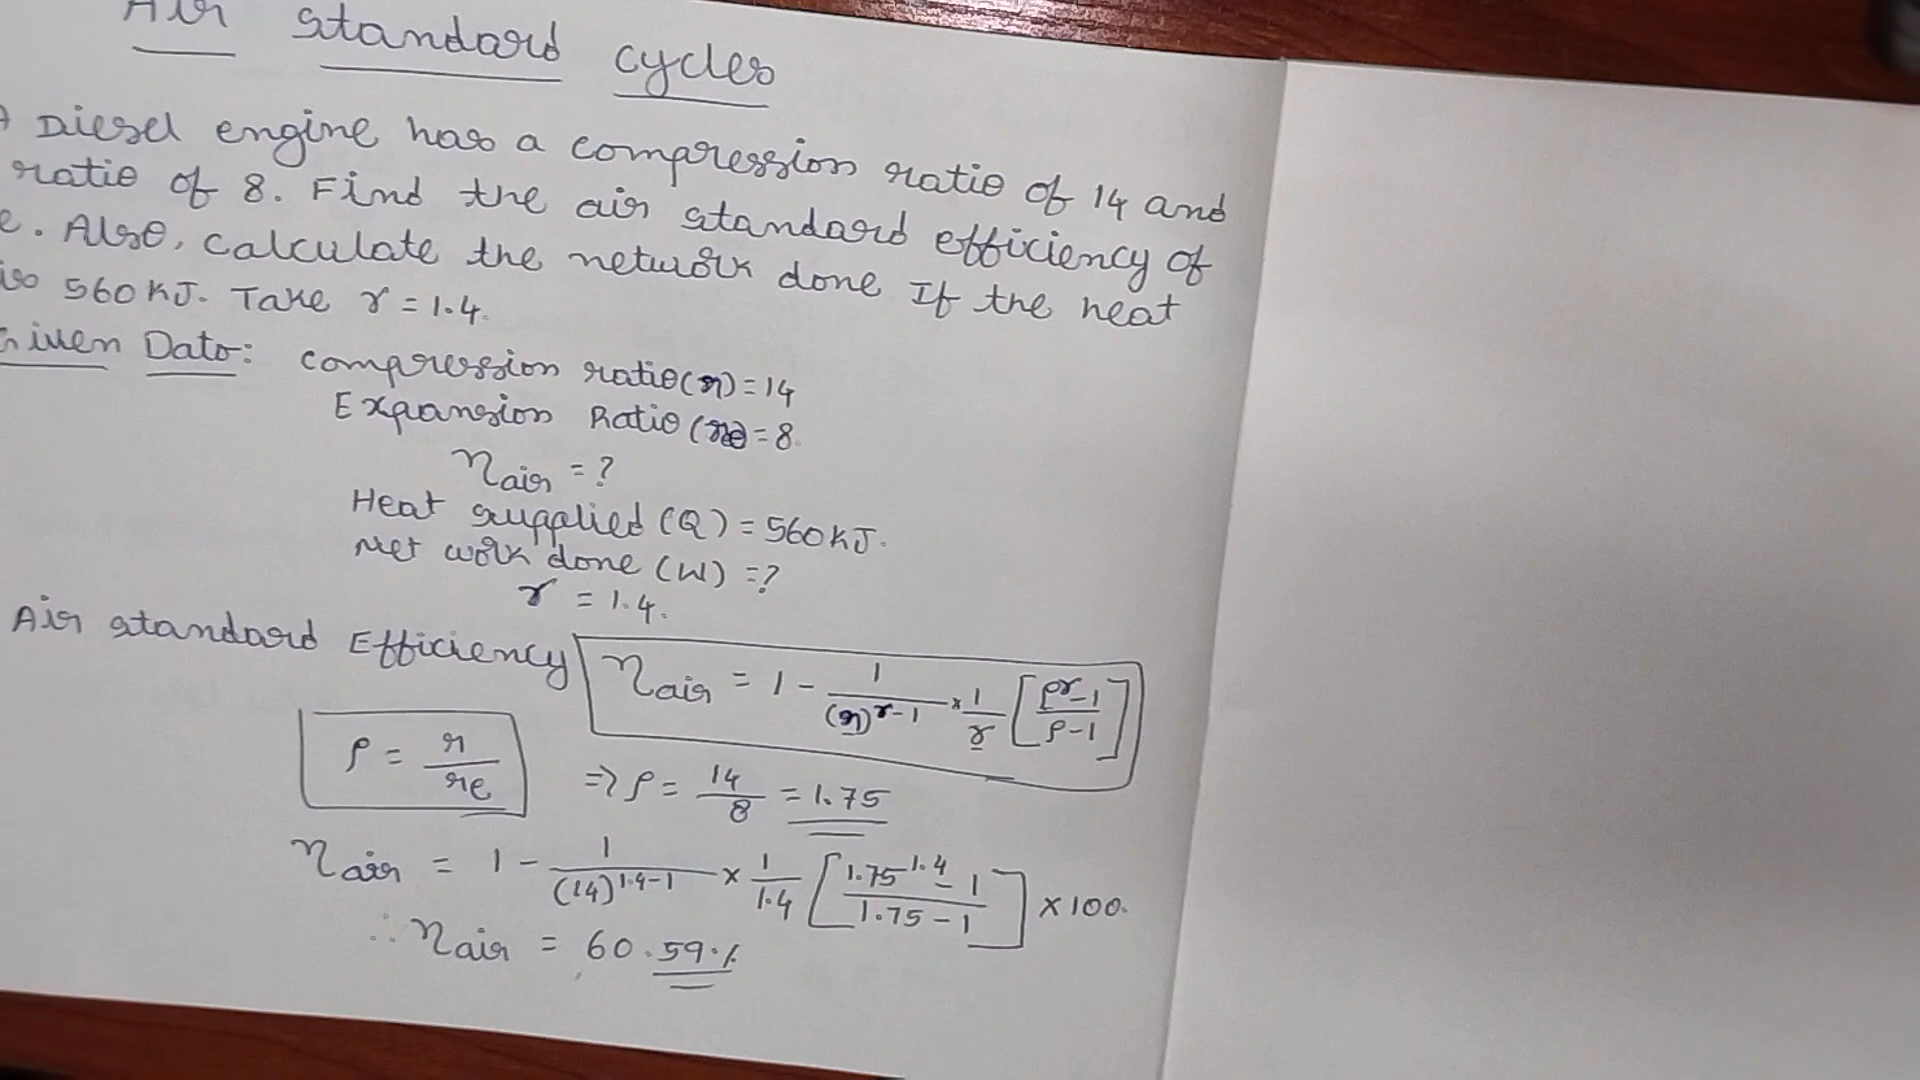 Air standard cycles
Diesel engine has a compression ratio of 14 and
ratio of 8. Find the air standard efficiency of
e. Also, calculate the network done If the heat
is 560 KJ. Take γ = 1.4.
Given Data: compression ratio (r) = 14
Expansion Ratio (re) = 8.
ηair = ?
Heat supplied (Q) = 560 KJ.
Net work done (W) = ?
γ = 1.4.
Air standard Efficiency ηair = 1 - 1/(r)^γ-1 × 1/γ [ρ^γ-1/ρ-1]
ρ = r/re ⇒ ρ = 14/8 = 1.75
ηair = 1 - 1/(14)^1.4-1 × 1/1.4 [1.75^1.4 - 1/1.75 - 1] × 100.
∴ ηair = 60.59%